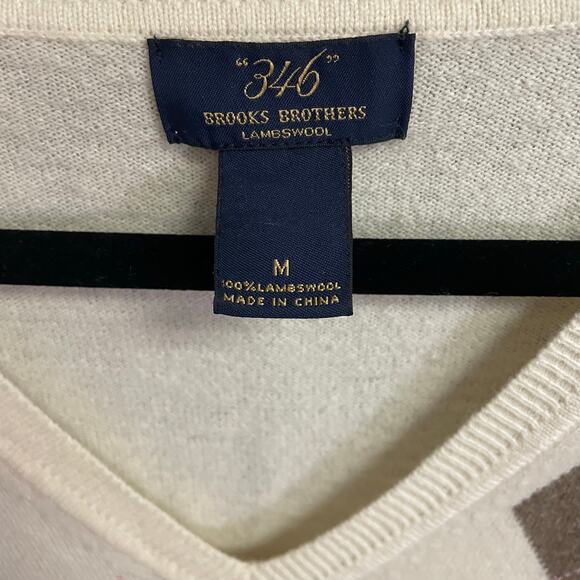 "346"
BROOKS BROTHERS
LAMBSWOOL
M
100% LAMBSWOOL
MADE IN CHINA